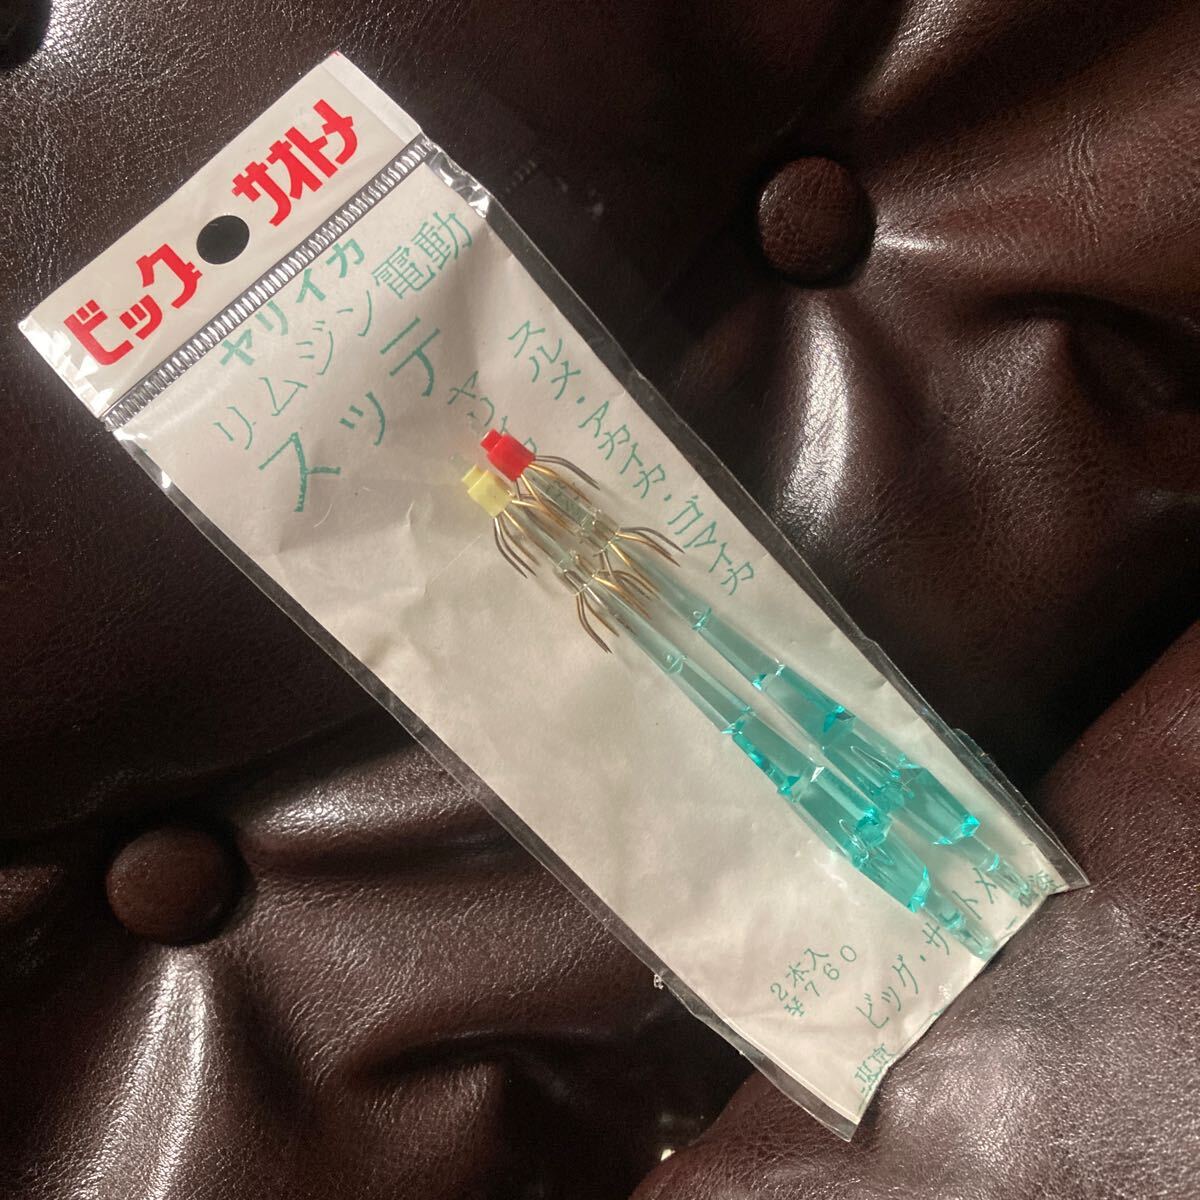 ビック・サオトメ
ヤリイカ
リムジン電動
スッテ
スルメ・アカイカ・ゴマイカ
2本入
¥760
ビッグ・サオトメ
東京